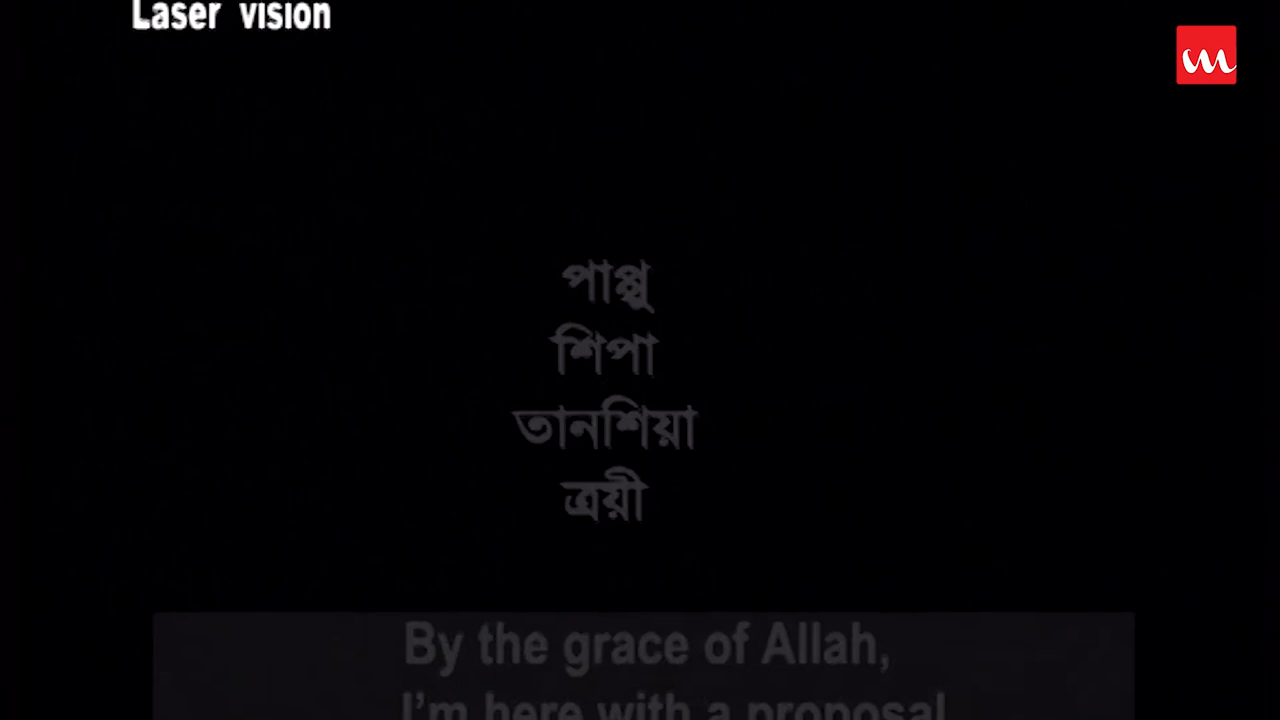 Laser vision
পাপ্পু
শিপা
তানশিয়া
ত্রয়ী
By the grace of Allah,
I'm here with a proposal